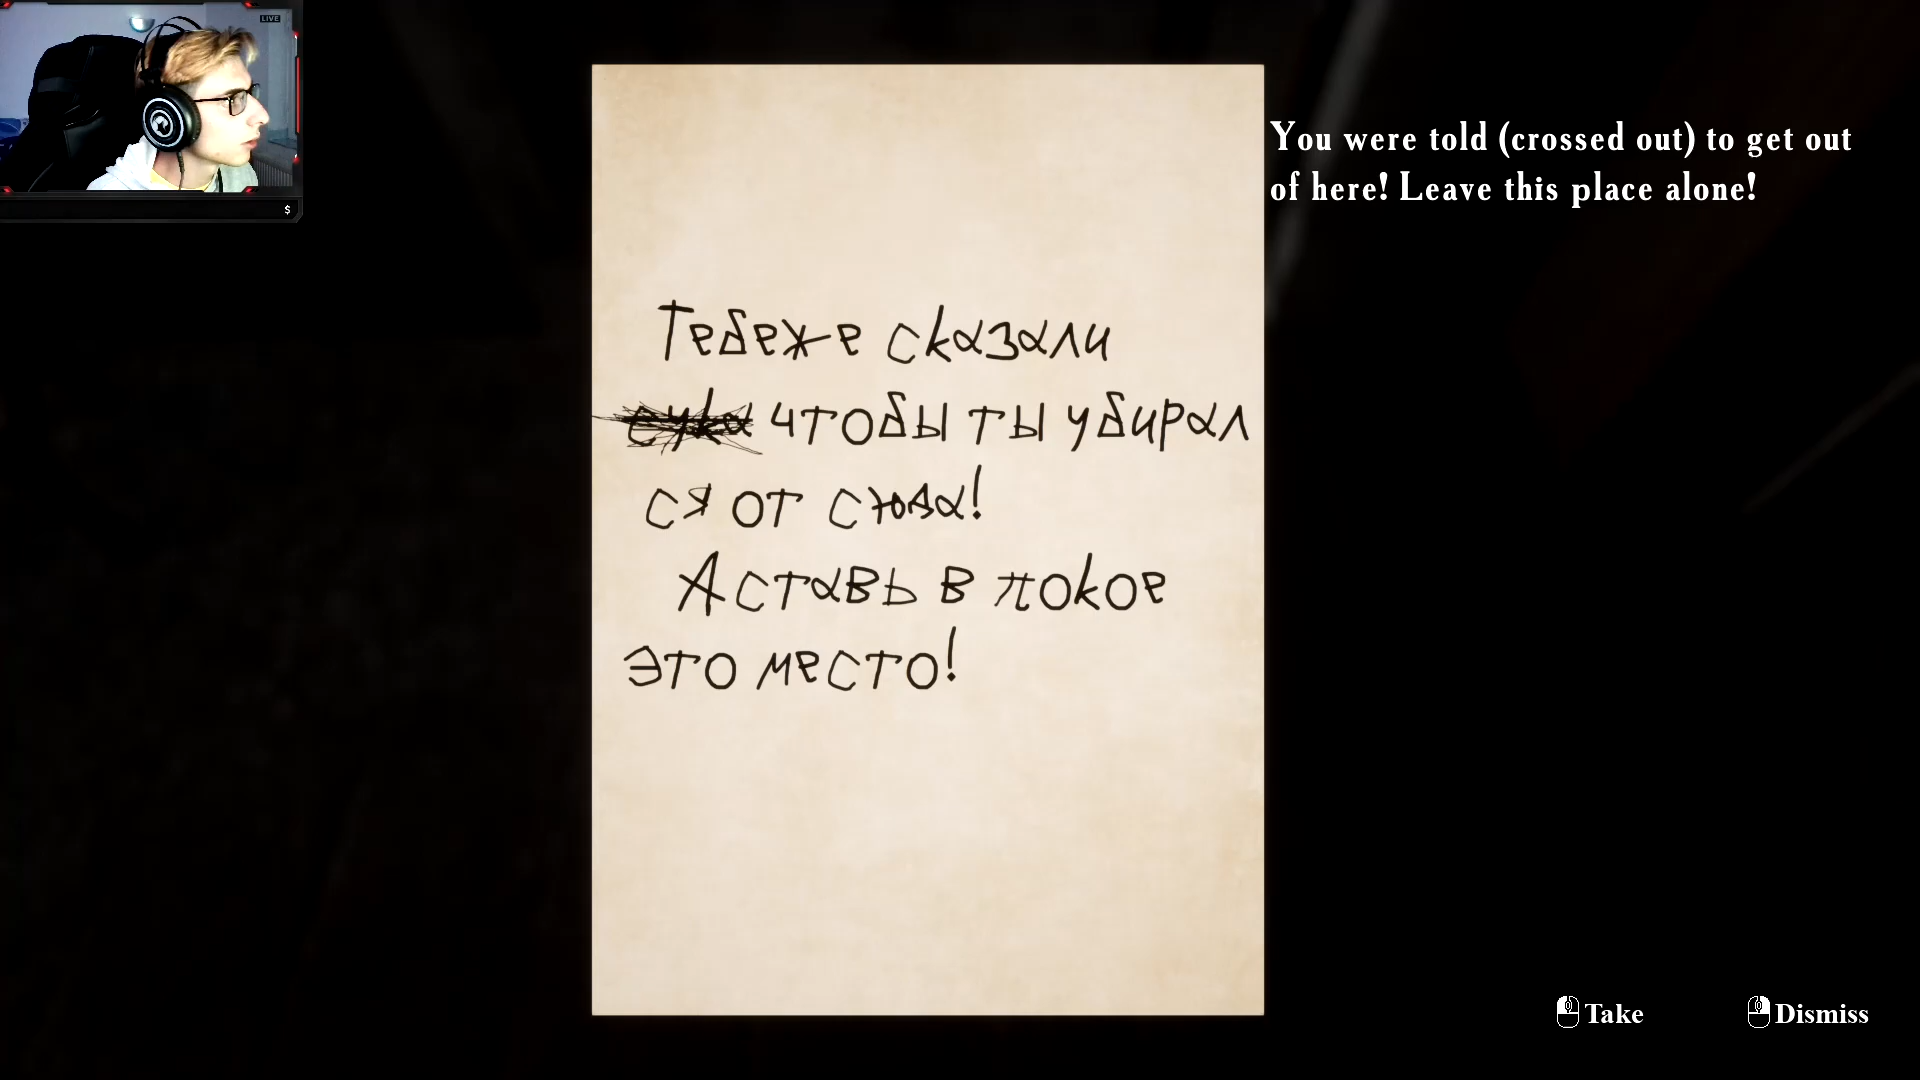 LIVE
$
You were told (crossed out) to get out
of here! Leave this place alone!
Тебеже сказали
сука чтобы ты убирал
ся от сюда!
Аставь в покое
это место!
Take
Dismiss